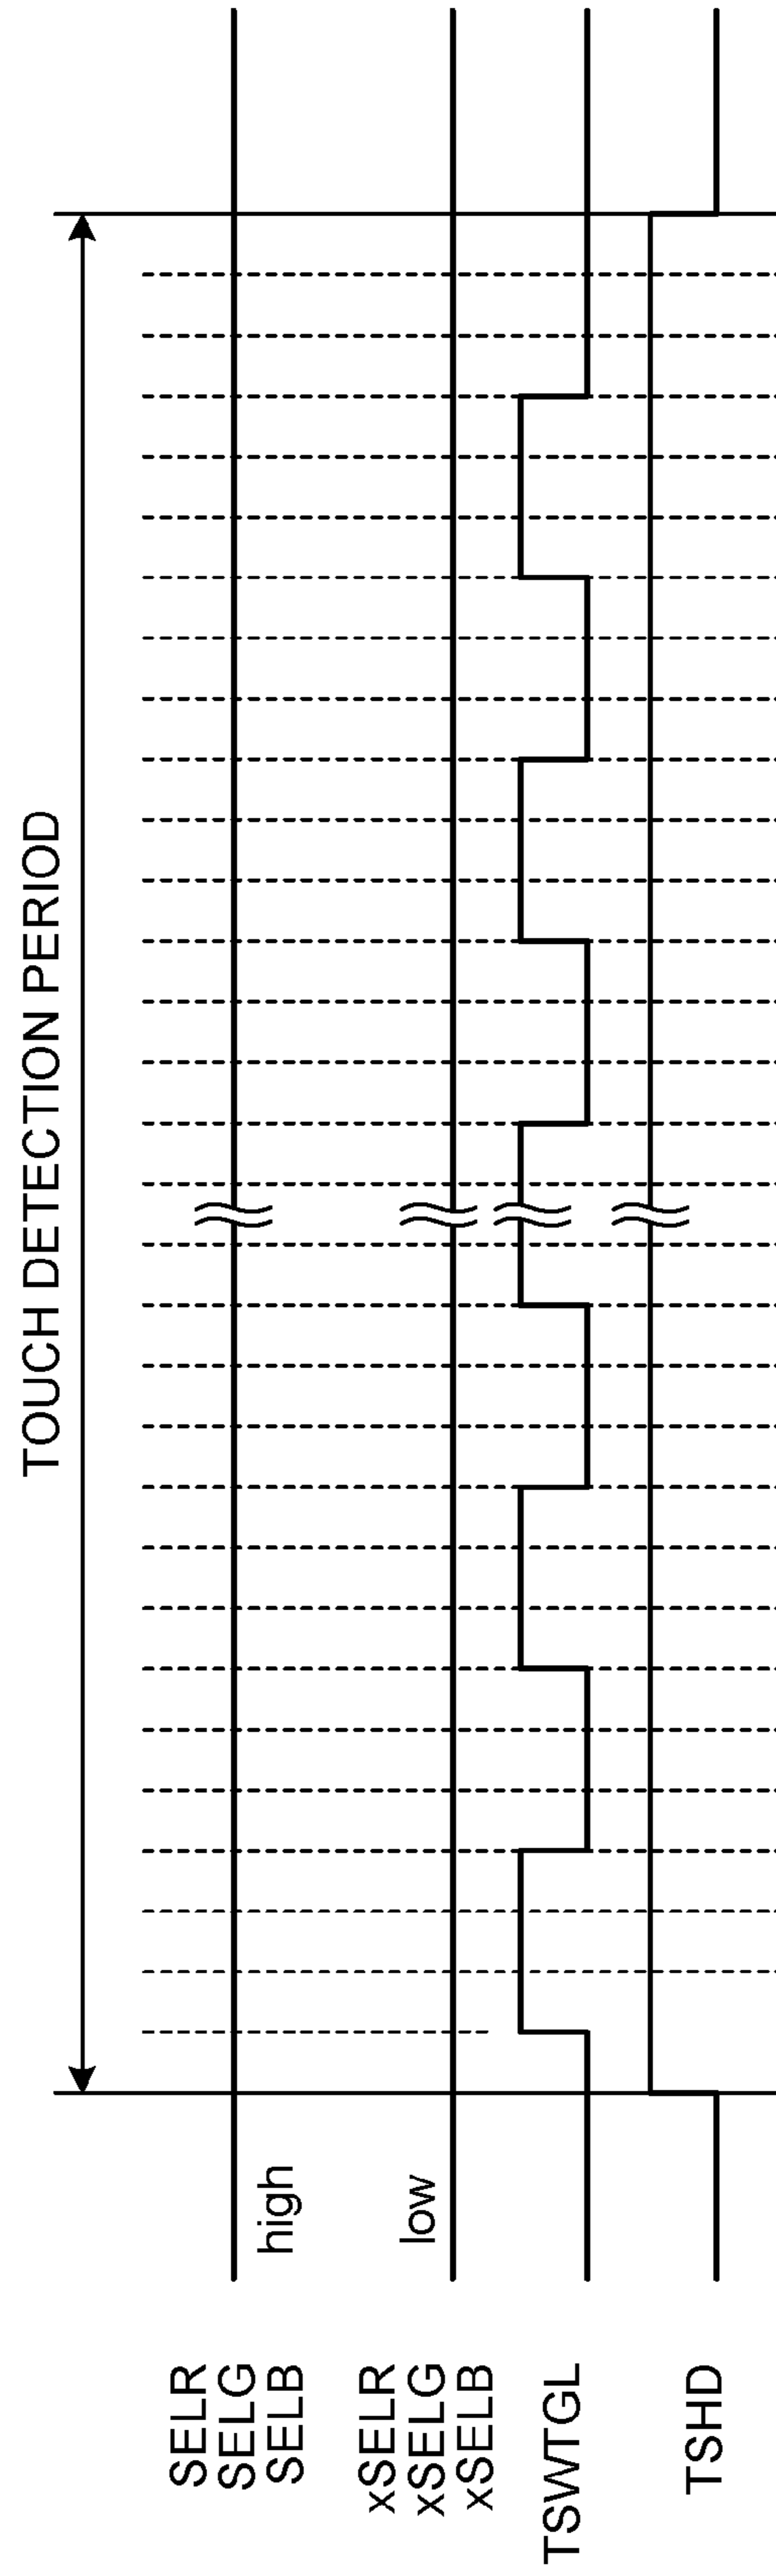 TOUCH DETECTION PERIOD
SELR
SELG
SELB
high
xSELR
xSELG
xSELB
low
TSWTGL
TSHD